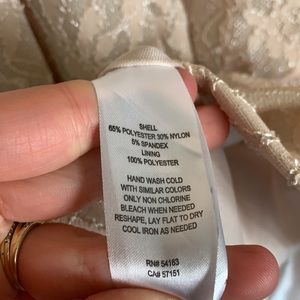 SHELL
65% POLYESTER 30% NYLON
5% SPANDEX
LINING
100% POLYESTER
HAND WASH COLD
WITH SIMILAR COLORS
ONLY NON CHLORINE
BLEACH WHEN NEEDED
RESHAPE, LAY FLAT TO DRY
COOL IRON AS NEEDED
RN# 54163
CA# 57151